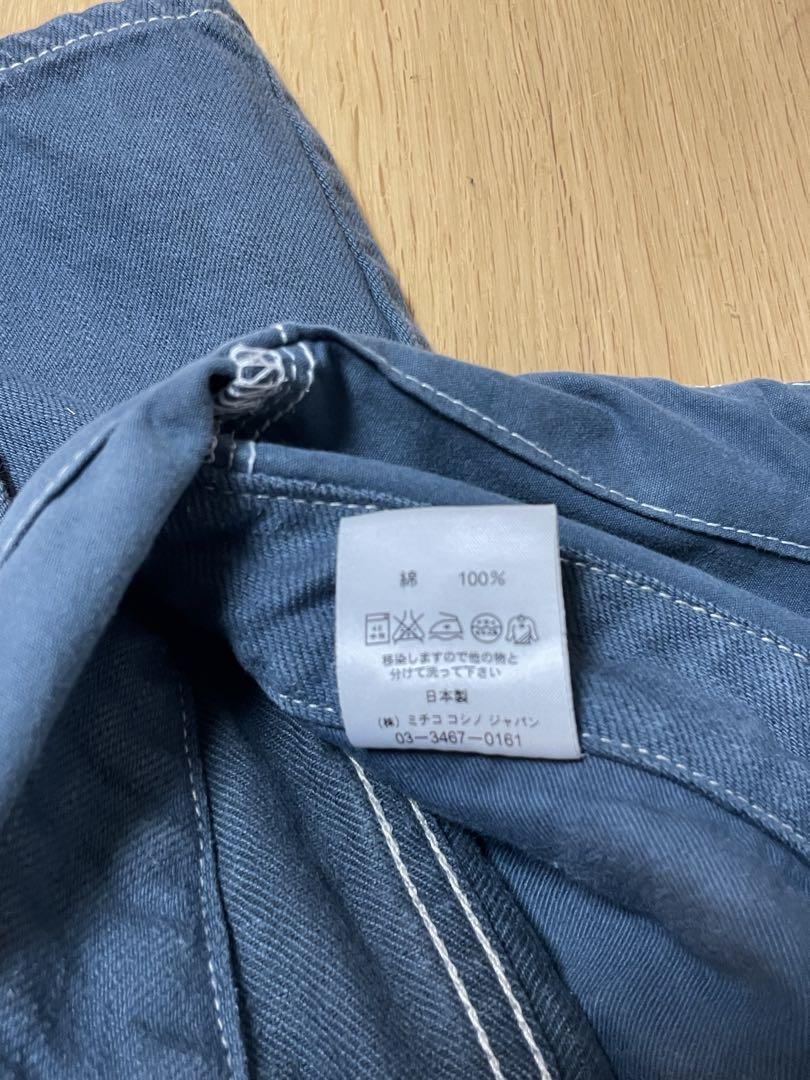 綿 100%
移染しますので他の物と
分けて洗って下さい
日本製
(株) ミチコ コシノ ジャパン
03-3467-0161